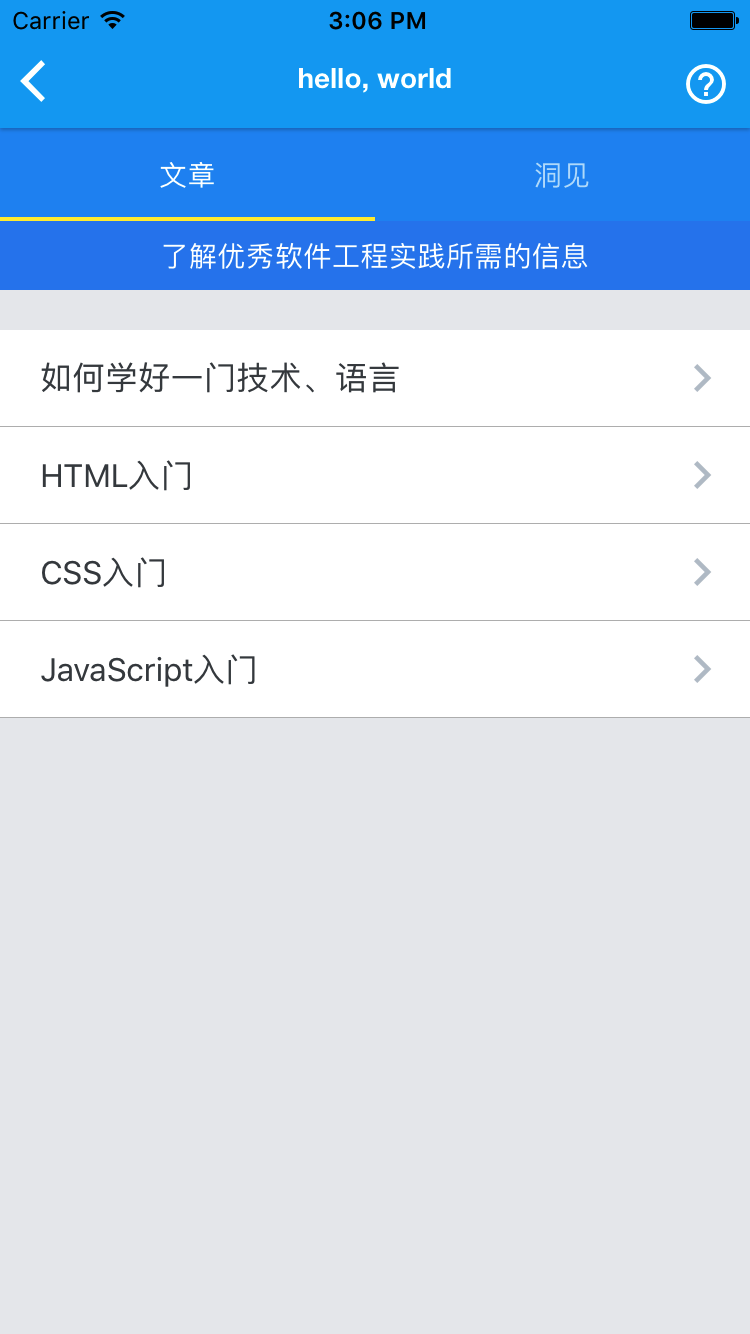 Carrier 3:06 PM
hello, world
文章 洞见
了解优秀软件工程实践所需的信息
如何学好一门技术、语言
HTML入门
CSS入门
JavaScript入门